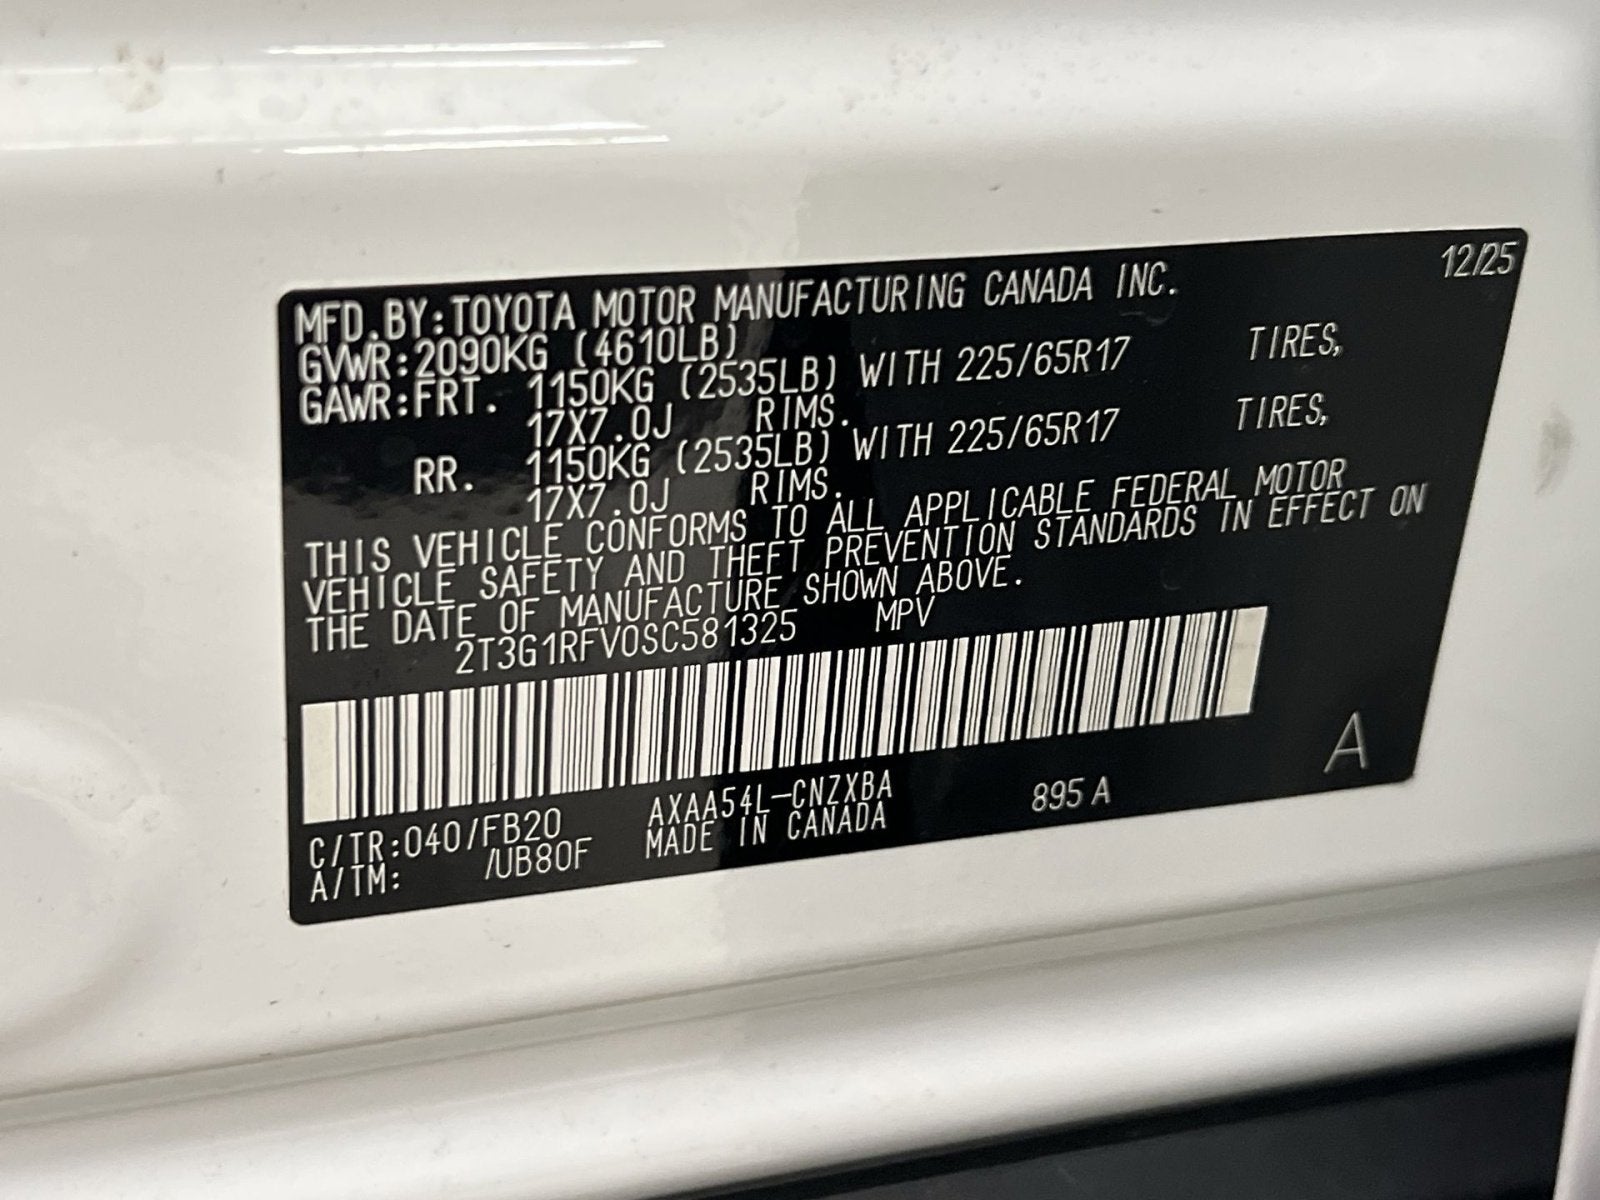 12/25
MFD.BY:TOYOTA MOTOR MANUFACTURING CANADA INC.
GVWR:2090KG (4610LB)
GAWR:FRT. 1150KG (2535LB) WITH 225/65R17 TIRES,
17X7.0J RIMS.
RR. 1150KG (2535LB) WITH 225/65R17 TIRES,
17X7.0J RIMS.
THIS VEHICLE CONFORMS TO ALL APPLICABLE FEDERAL MOTOR
VEHICLE SAFETY AND THEFT PREVENTION STANDARDS IN EFFECT ON
THE DATE OF MANUFACTURE SHOWN ABOVE.
2T3G1RFV0SC581325 MPV
A
C/TR:040/FB20 AXAA54L-CNZXBA 895 A
A/TM: /UB80F MADE IN CANADA